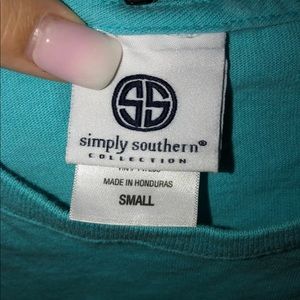 SS
simply southern®
COLLECTION
MADE IN HONDURAS
SMALL